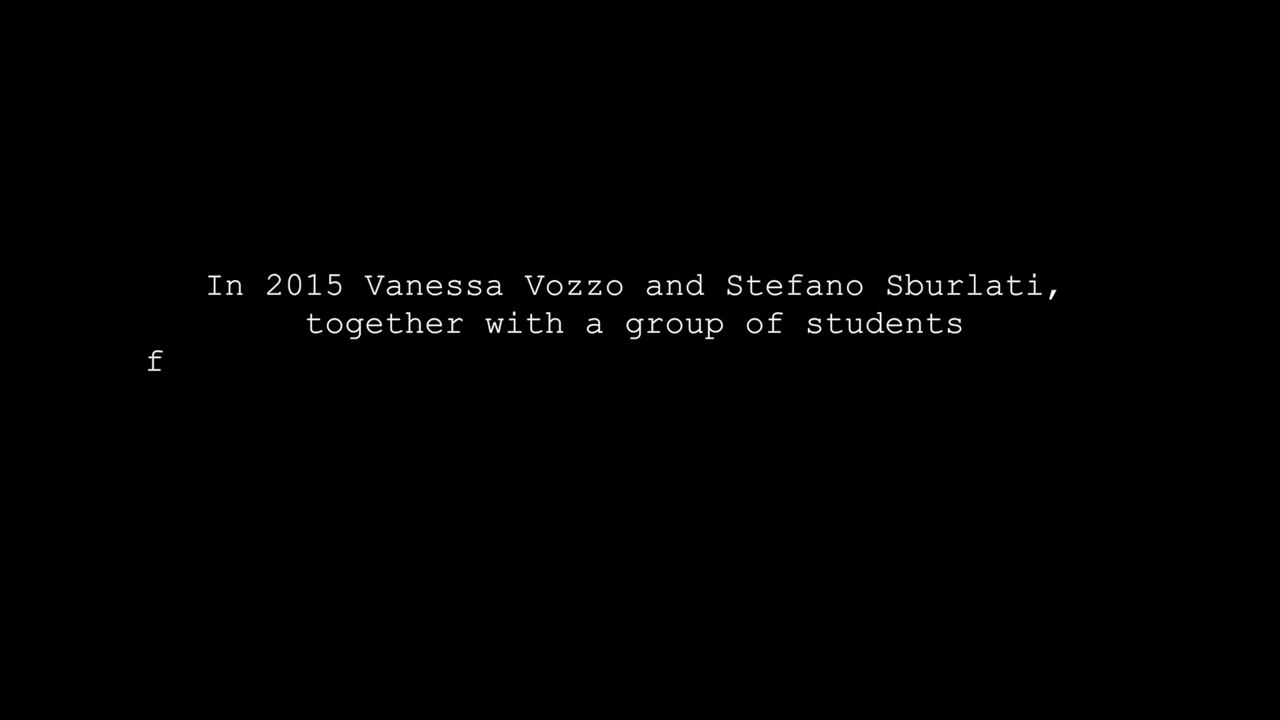 In 2015 Vanessa Vozzo and Stefano Sburlati,
together with a group of students
f